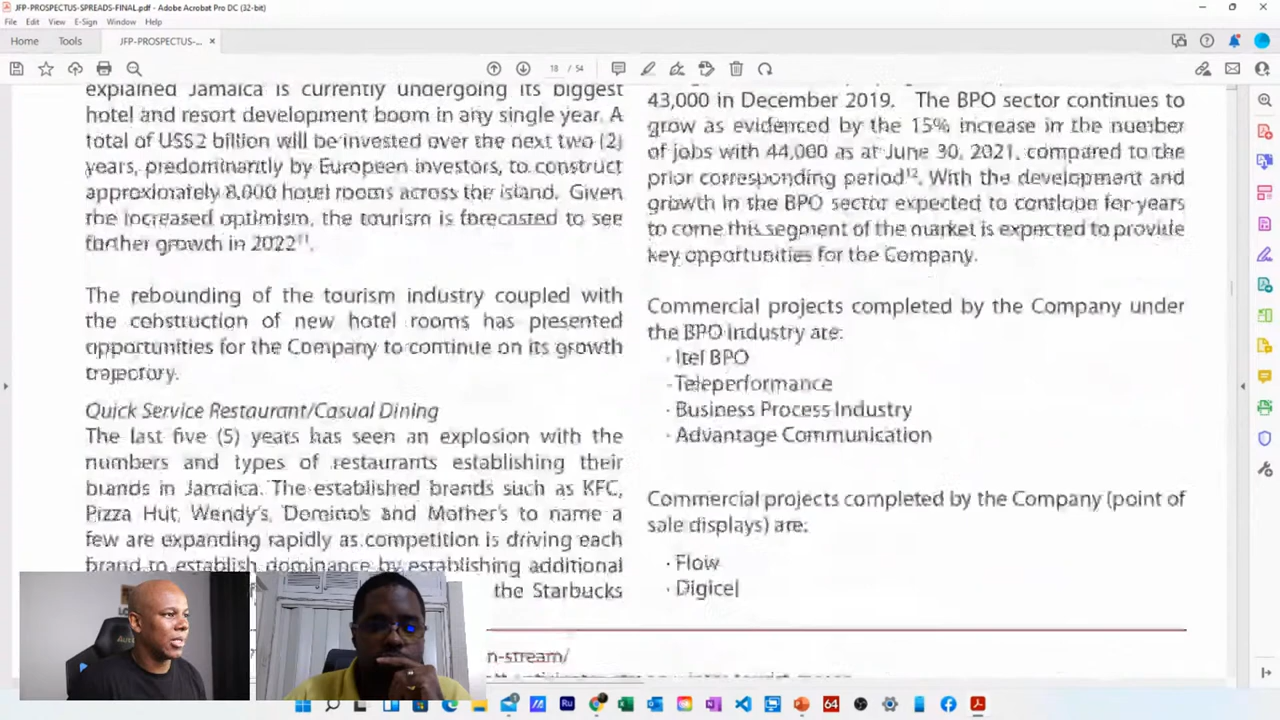 JFP-PROSPECTUS-SPREADS-FINAL.pdf - Adobe Acrobat Pro DC (32-bit)
File Edit View E-Sign Window Help
Home Tools JFP-PROSPECTUS-... ×
18 / 54
explained Jamaica is currently undergoing its biggest
hotel and resort development boom in any single year. A
total of US$2 billion will be invested over the next two (2)
years, predominantly by European investors, to construct
approximately 8,000 hotel rooms across the island. Given
the increased optimism, the tourism is forecasted to see
further growth in 2022¹¹.
The rebounding of the tourism industry coupled with
the construction of new hotel rooms has presented
opportunities for the Company to continue on its growth
trajectory.
Quick Service Restaurant/Casual Dining
The last five (5) years has seen an explosion with the
numbers and types of restaurants establishing their
brands in Jamaica. The established brands such as KFC,
Pizza Hut, Wendy's, Domino's and Mother's to name a
few are expanding rapidly as competition is driving each
brand to establish dominance by establishing additional
the Starbucks
n-stream/
43,000 in December 2019. The BPO sector continues to
grow as evidenced by the 15% increase in the number
of jobs with 44,000 as at June 30, 2021, compared to the
prior corresponding period¹². With the development and
growth in the BPO sector expected to continue for years
to come this segment of the market is expected to provide
key opportunities for the Company.
Commercial projects completed by the Company under
the BPO Industry are:
· Itel BPO
· Teleperformance
· Business Process Industry
· Advantage Communication
Commercial projects completed by the Company (point of
sale displays) are:
· Flow
· Digicel
Ru
64